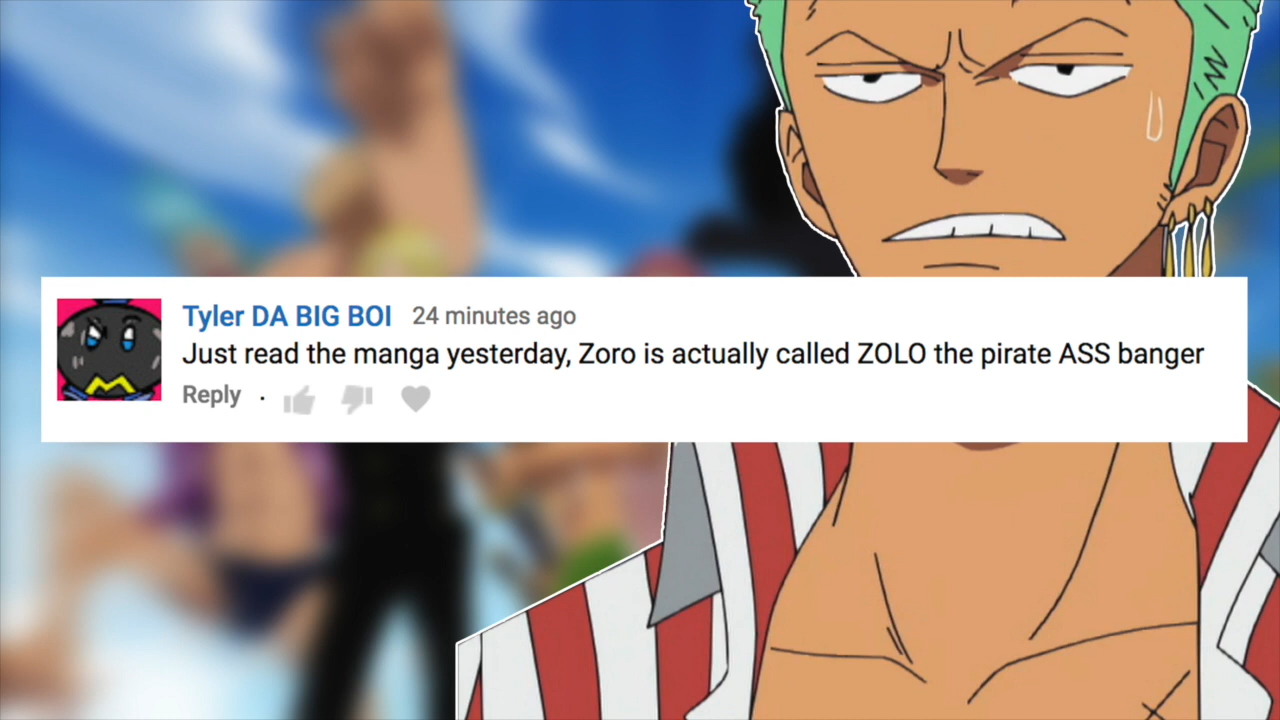 Tyler DA BIG BOI 24 minutes ago
Just read the manga yesterday, Zoro is actually called ZOLO the pirate ASS banger
Reply ·